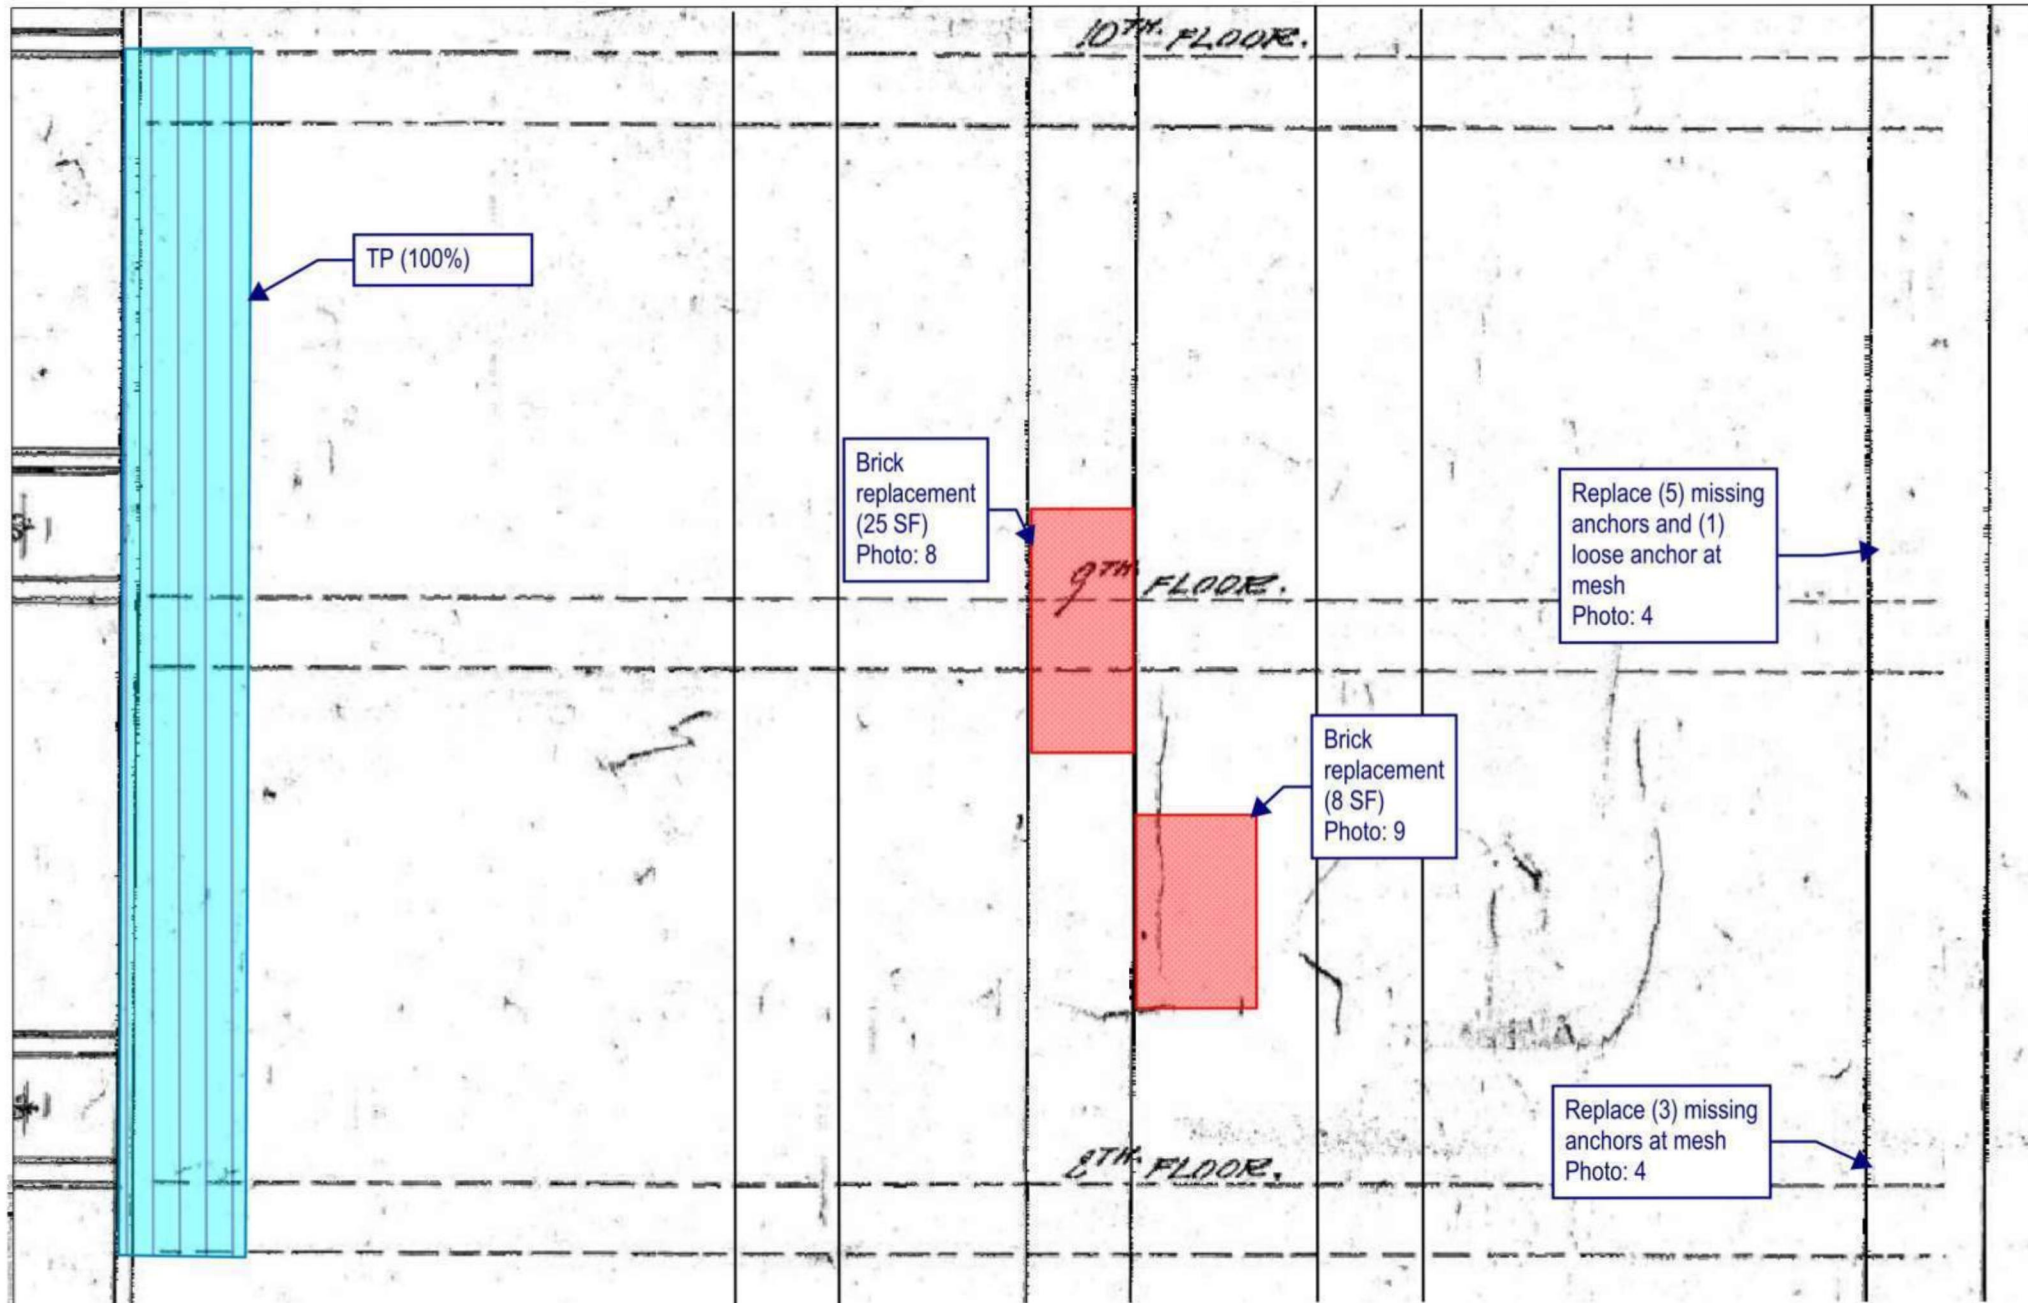 10TH. FLOOR.
TP (100%)
Brick
replacement
(25 SF)
Photo: 8
Replace (5) missing
anchors and (1)
loose anchor at
mesh
Photo: 4
9TH. FLOOR.
Brick
replacement
(8 SF)
Photo: 9
Replace (3) missing
anchors at mesh
Photo: 4
8TH. FLOOR.